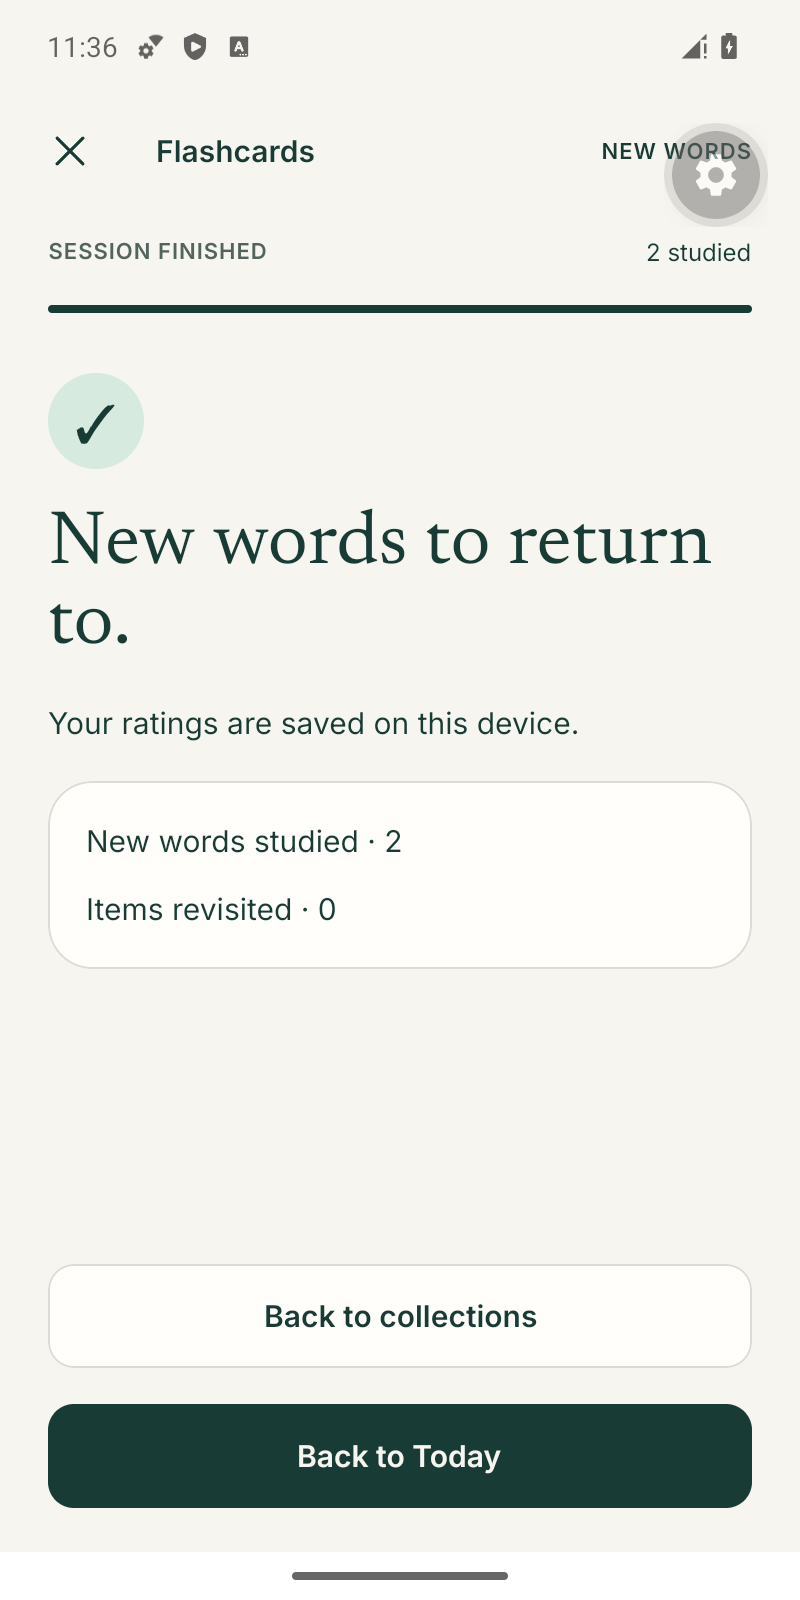 11:36
Flashcards
NEW WORDS
SESSION FINISHED
2 studied
New words to return
to.
Your ratings are saved on this device.
New words studied · 2
Items revisited · 0
Back to collections
Back to Today